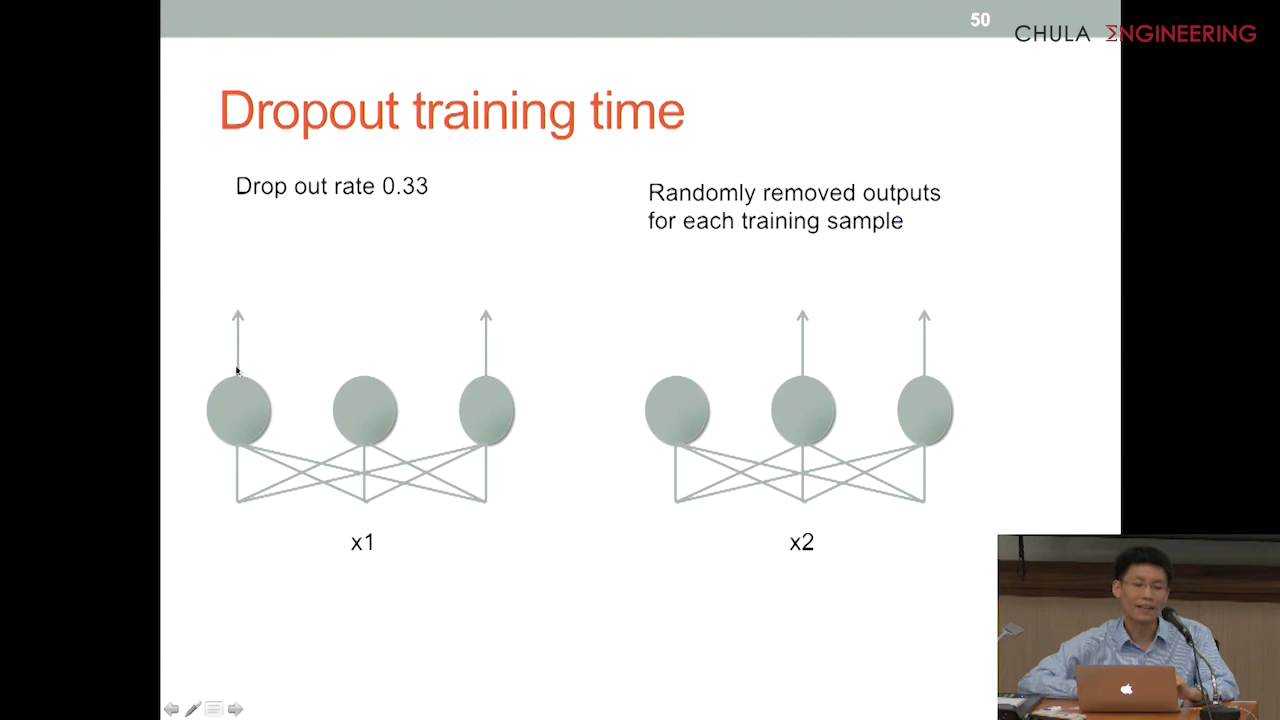 50
CHULA ΣNGINEERING
Dropout training time
Drop out rate 0.33
Randomly removed outputs
for each training sample
x1
x2